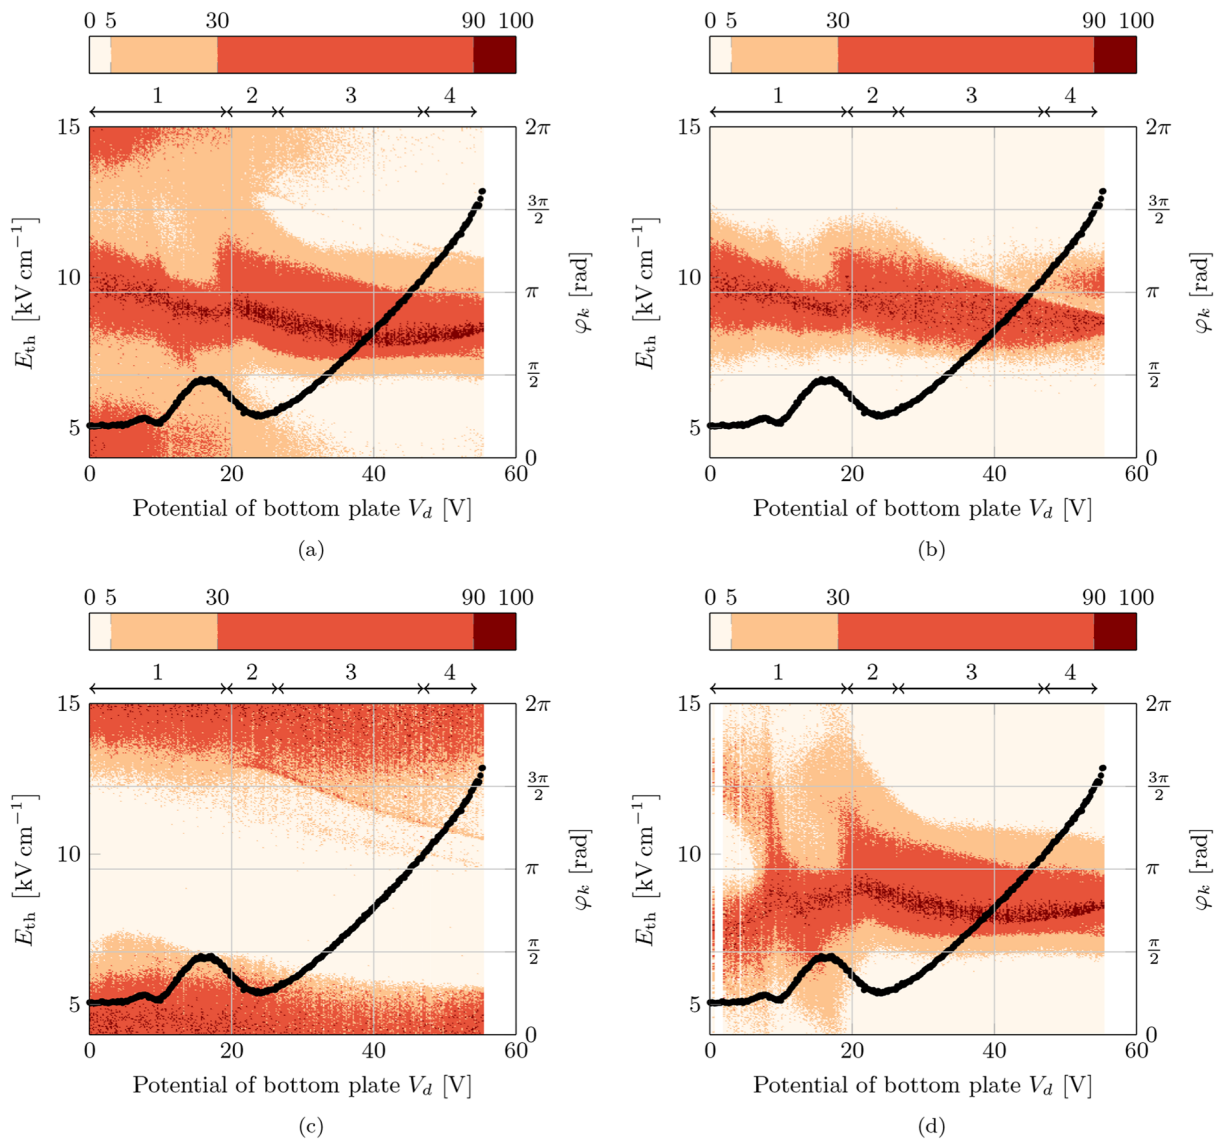 0 5 30 90 100
1 2 3 4
15 10 5
E_th [kV cm⁻¹]
2π 3π/2 π π/2 0
φ_k [rad]
0 20 40 60
Potential of bottom plate V_d [V]
(a)
0 5 30 90 100
1 2 3 4
15 10 5
E_th [kV cm⁻¹]
2π 3π/2 π π/2 0
φ_k [rad]
0 20 40 60
Potential of bottom plate V_d [V]
(b)
0 5 30 90 100
1 2 3 4
15 10 5
E_th [kV cm⁻¹]
2π 3π/2 π π/2 0
φ_k [rad]
0 20 40 60
Potential of bottom plate V_d [V]
(c)
0 5 30 90 100
1 2 3 4
15 10 5
E_th [kV cm⁻¹]
2π 3π/2 π π/2 0
φ_k [rad]
0 20 40 60
Potential of bottom plate V_d [V]
(d)